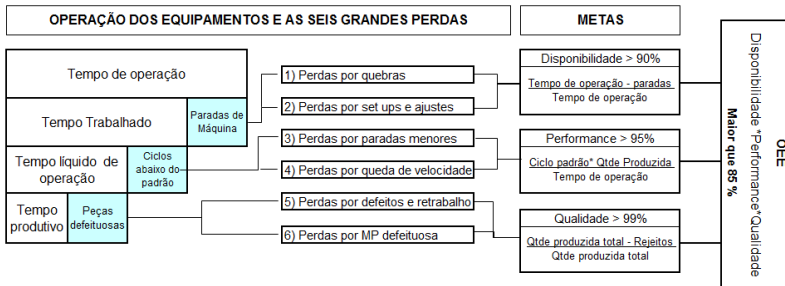 OPERAÇÃO DOS EQUIPAMENTOS E AS SEIS GRANDES PERDAS
METAS
Tempo de operação
Tempo Trabalhado
Paradas de
Máquina
Tempo líquido de
operação
Ciclos
abaixo do
padrão
Tempo
produtivo
Peças
defeituosas
1) Perdas por quebras
2) Perdas por set ups e ajustes
3) Perdas por paradas menores
4) Perdas por queda de velocidade
5) Perdas por defeitos e retrabalho
6) Perdas por MP defeituosa
Disponibilidade > 90%
Tempo de operação - paradas
Tempo de operação
Performance > 95%
Ciclo padrão* Qtde Produzida
Tempo de operação
Qualidade > 99%
Qtde produzida total - Rejeitos
Qtde produzida total
OEE
Disponibilidade *Performance*Qualidade
Maior que 85 %